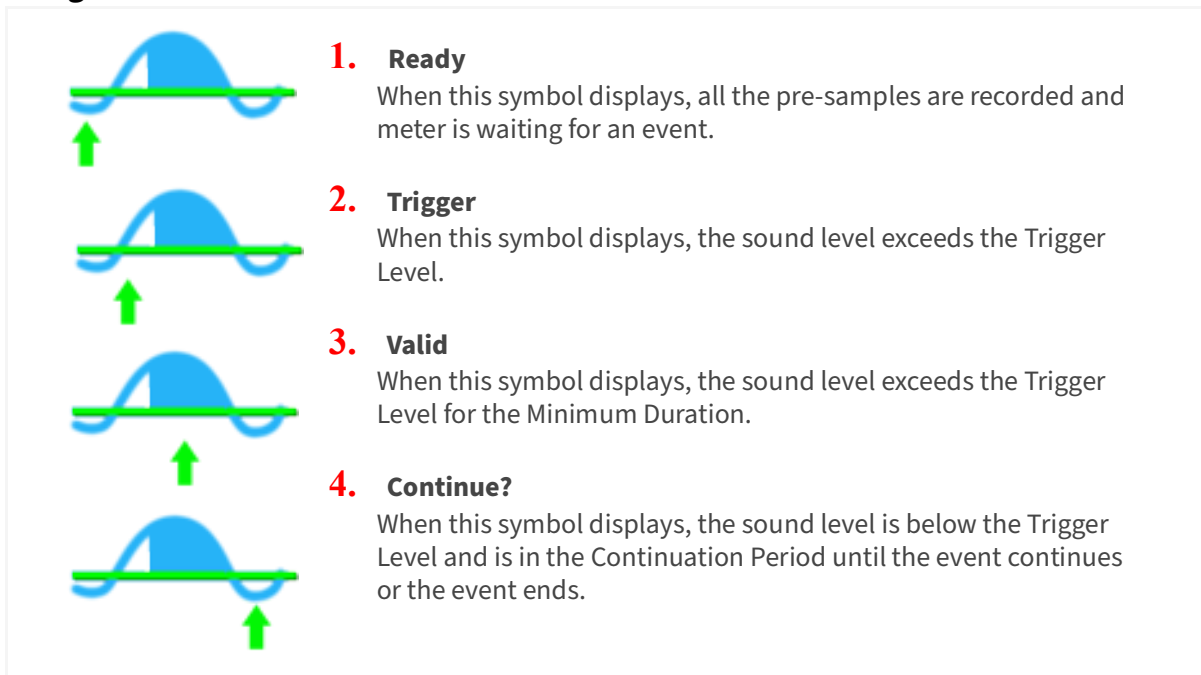 1. Ready
When this symbol displays, all the pre-samples are recorded and
meter is waiting for an event.
2. Trigger
When this symbol displays, the sound level exceeds the Trigger
Level.
3. Valid
When this symbol displays, the sound level exceeds the Trigger
Level for the Minimum Duration.
4. Continue?
When this symbol displays, the sound level is below the Trigger
Level and is in the Continuation Period until the event continues
or the event ends.